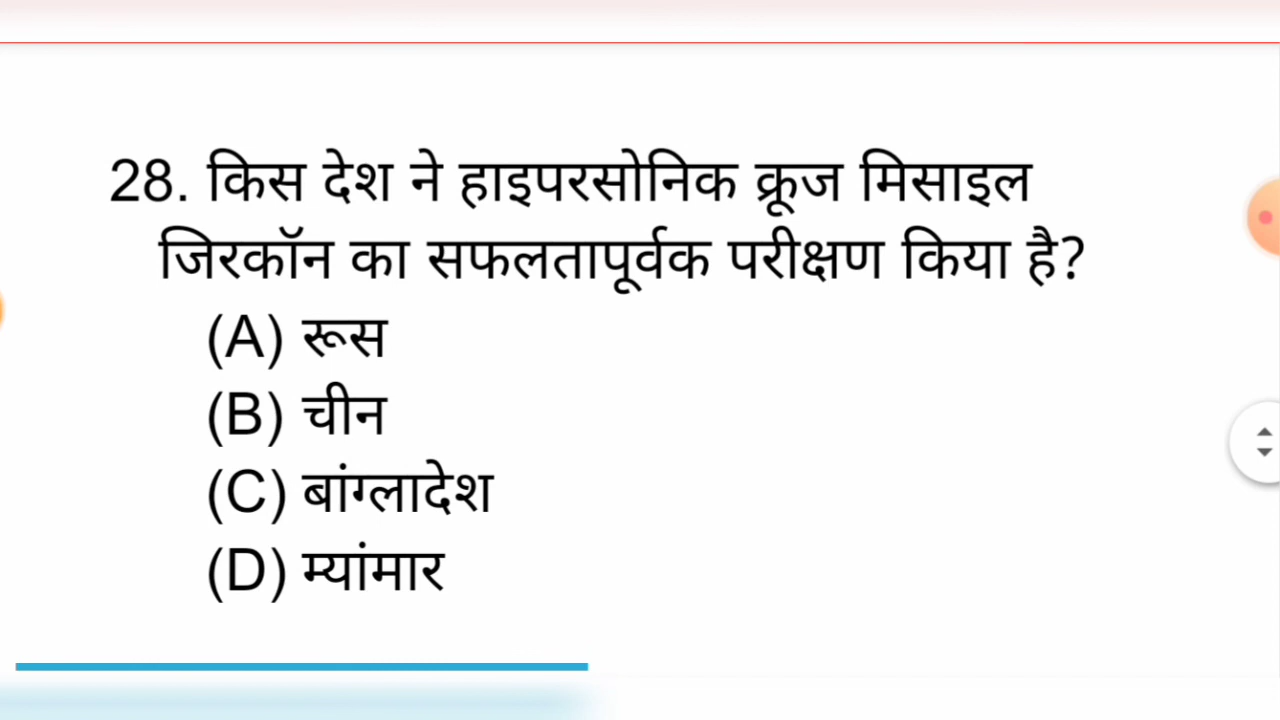 28. किस देश ने हाइपरसोनिक क्रूज मिसाइल
जिरकॉन का सफलतापूर्वक परीक्षण किया है?
(A) रूस
(B) चीन
(C) बांग्लादेश
(D) म्यांमार